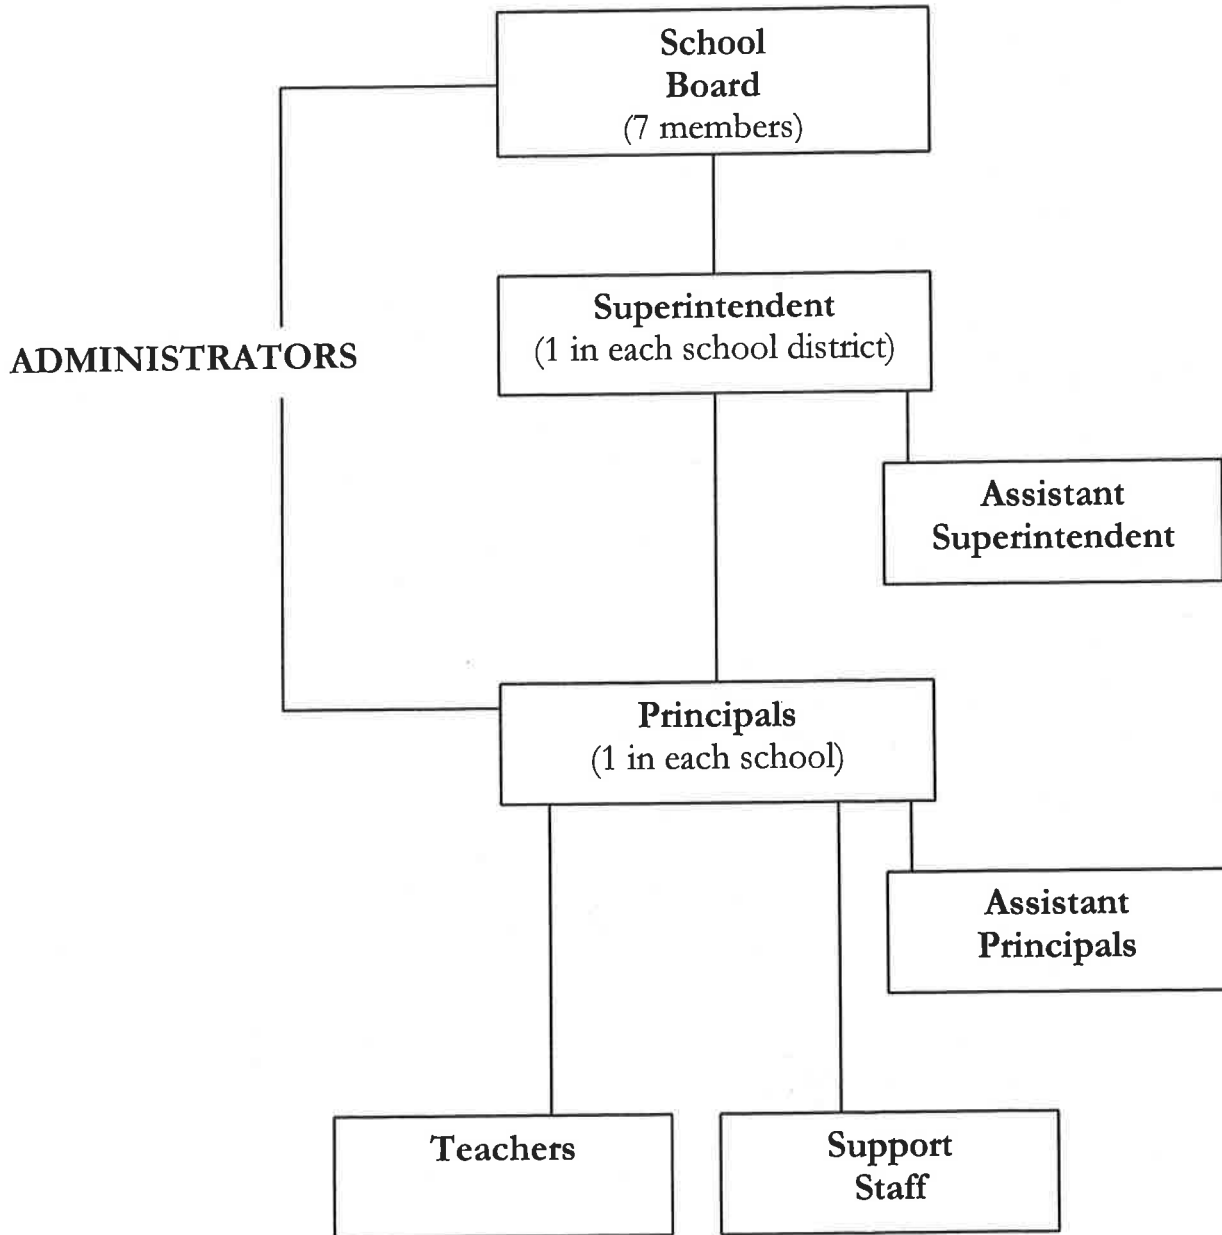 School
Board
(7 members)
Superintendent
(1 in each school district)
ADMINISTRATORS
Assistant
Superintendent
Principals
(1 in each school)
Assistant
Principals
Teachers
Support
Staff